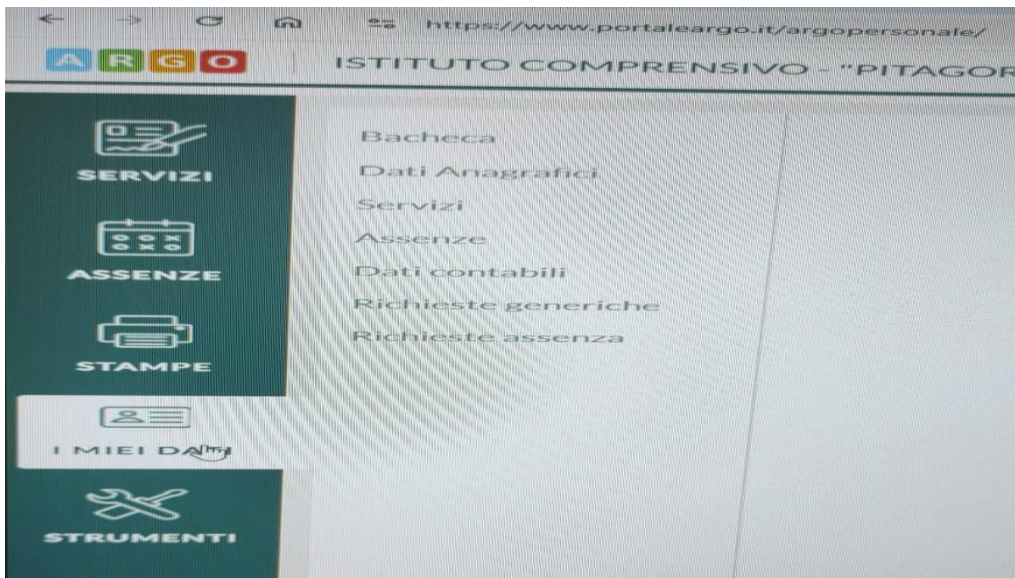 https://www.portaleargo.it/argopersonale/
ARGO
ISTITUTO COMPRENSIVO - "PITAGOR
SERVIZI
ASSENZE
STAMPE
I MIEI DATI
STRUMENTI
Bacheca
Dati Anagrafici
Servizi
Assenze
Dati contabili
Richieste generiche
Richieste assenza